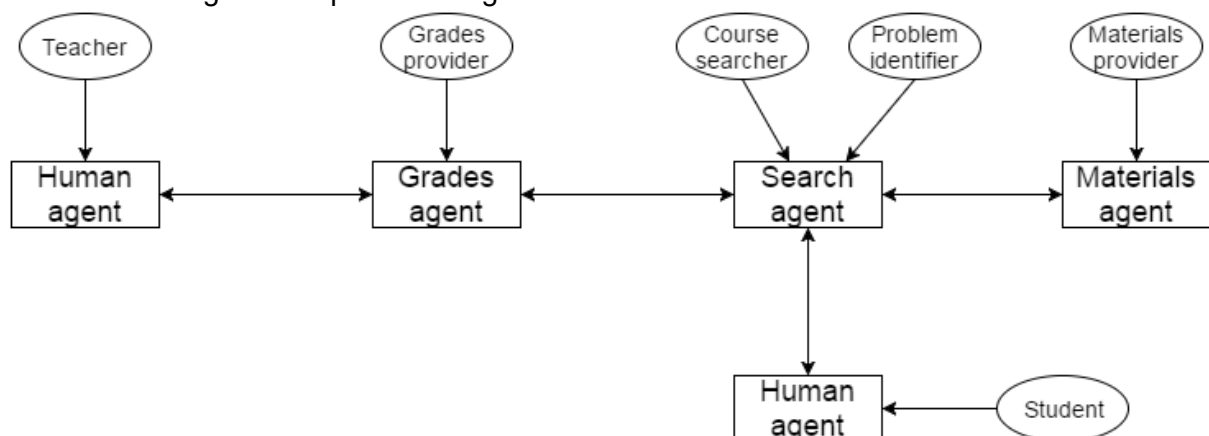 Teacher
Grades
provider
Course
searcher
Problem
identifier
Materials
provider
Human
agent
Grades
agent
Search
agent
Materials
agent
Human
agent
Student